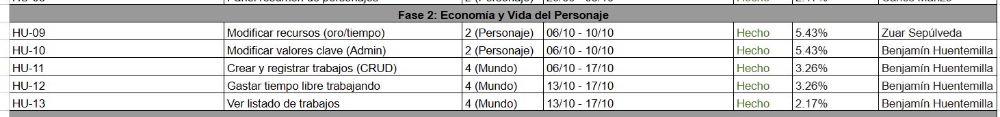 Fase 2: Economía y Vida del Personaje
HU-09 Modificar recursos (oro/tiempo) 2 (Personaje) 06/10 - 10/10 Hecho 5.43% Zuar Sepúlveda
HU-10 Modificar valores clave (Admin) 2 (Personaje) 06/10 - 10/10 Hecho 5.43% Benjamín Huentemilla
HU-11 Crear y registrar trabajos (CRUD) 4 (Mundo) 06/10 - 17/10 Hecho 3.26% Benjamín Huentemilla
HU-12 Gastar tiempo libre trabajando 4 (Mundo) 13/10 - 17/10 Hecho 3.26% Benjamín Huentemilla
HU-13 Ver listado de trabajos 4 (Mundo) 13/10 - 17/10 Hecho 2.17% Benjamín Huentemilla